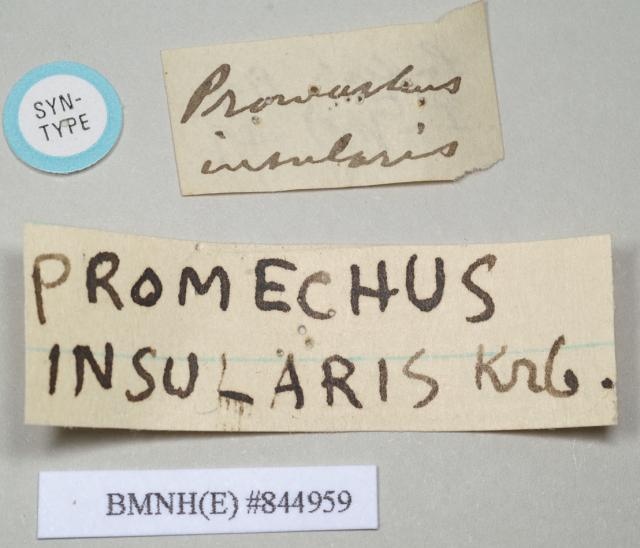 SYN-
TYPE
Promechus
insularis
PROMECHUS
INSULARIS Krb.
BMNH(E) #844959